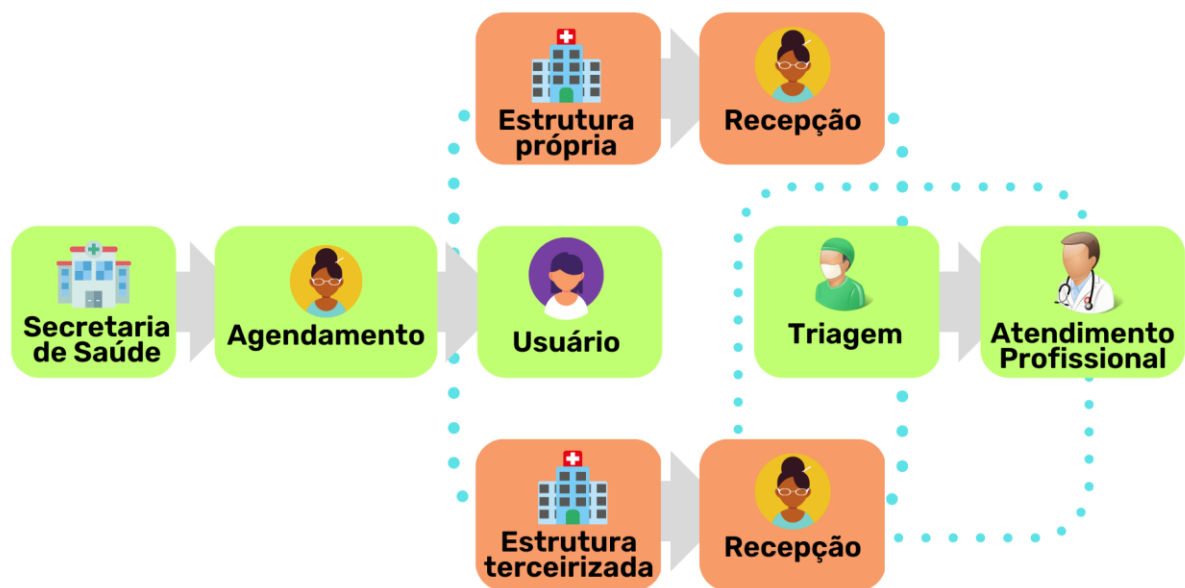 Estrutura
própria
Recepção
Secretaria
de Saúde
Agendamento
Usuário
Triagem
Atendimento
Profissional
Estrutura
terceirizada
Recepção